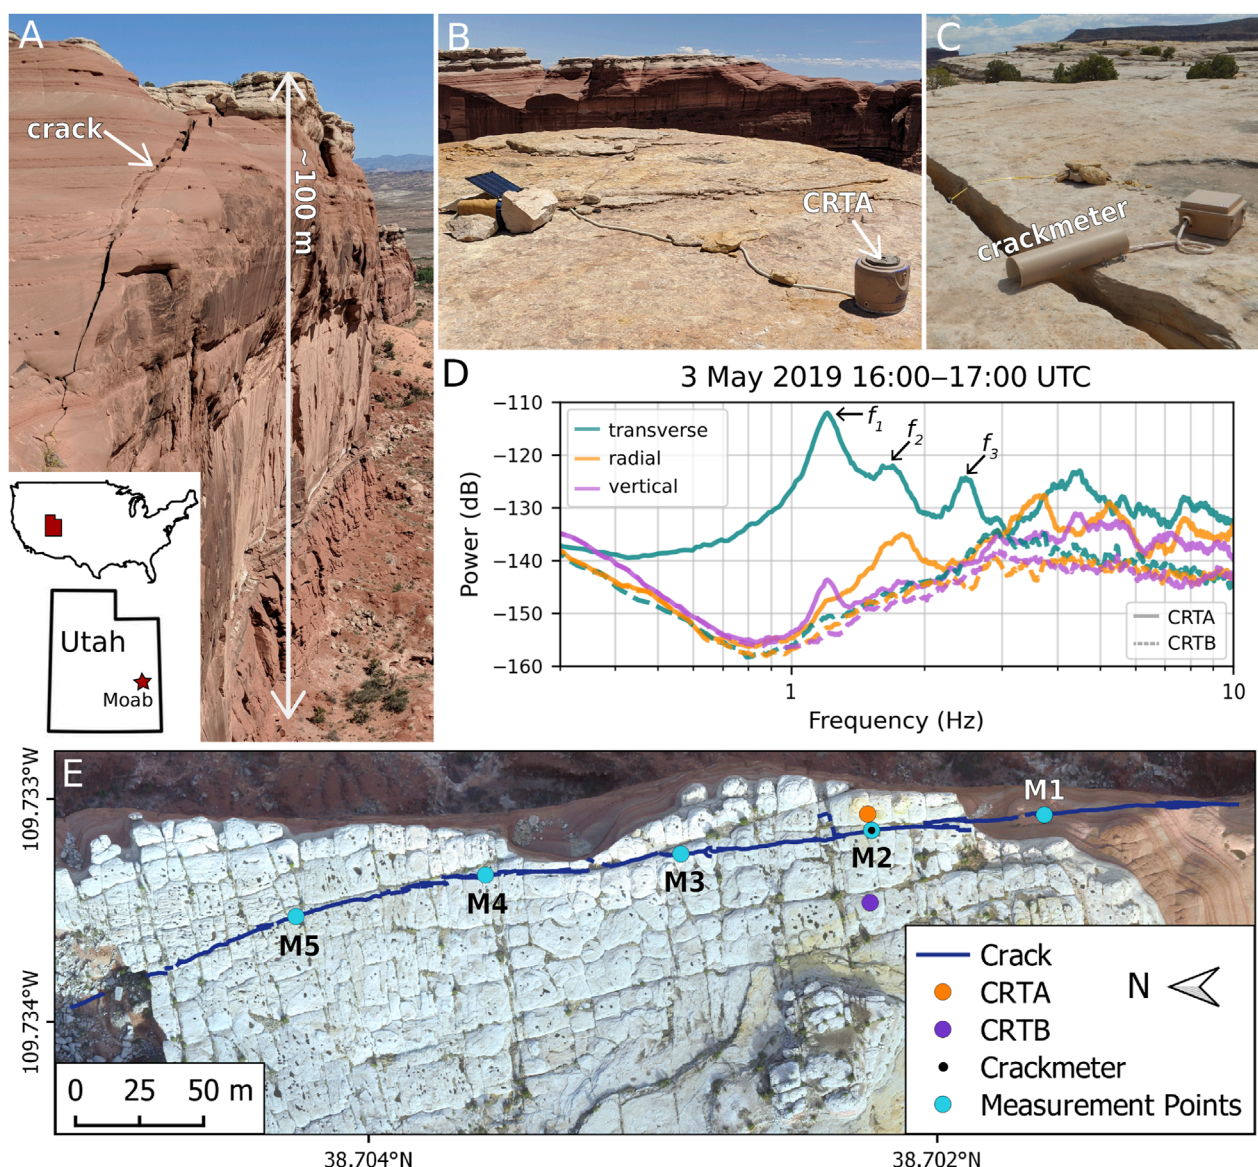 A
crack
~100 m
Utah
Moab
B
CRTA
C
crackmeter
D
3 May 2019 16:00–17:00 UTC
Power (dB)
−110
−120
−130
−140
−150
−160
transverse
radial
vertical
f1
f2
f3
CRTA
CRTB
1
10
Frequency (Hz)
E
109.733°W
109.734°W
M1
M2
M3
M4
M5
0 25 50 m
Crack
CRTA
CRTB
Crackmeter
Measurement Points
N
38.704°N
38.702°N